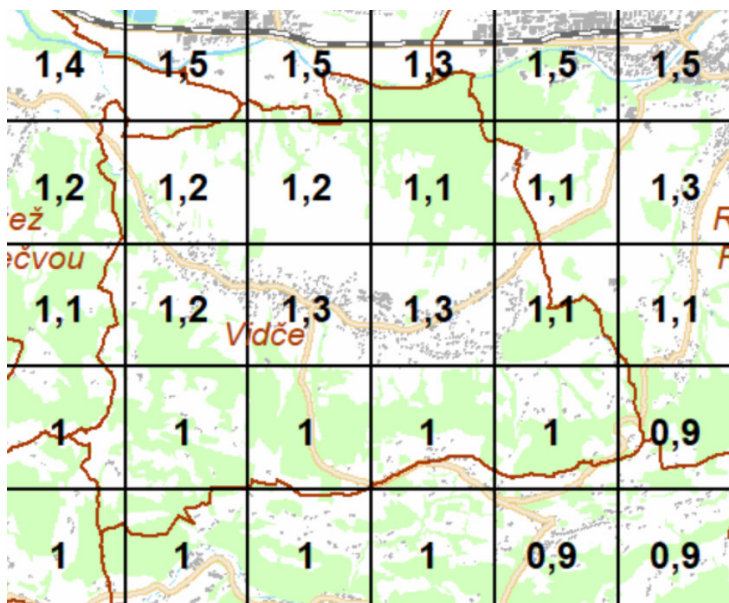 1,4 1,5 1,5 1,3 1,5 1,5
1,2 1,2 1,2 1,1 1,1 1,3
ež R
ečvou F
1,1 1,2 1,3 1,3 1,1 1,1
Vidče
1 1 1 1 1 0,9
1 1 1 1 0,9 0,9